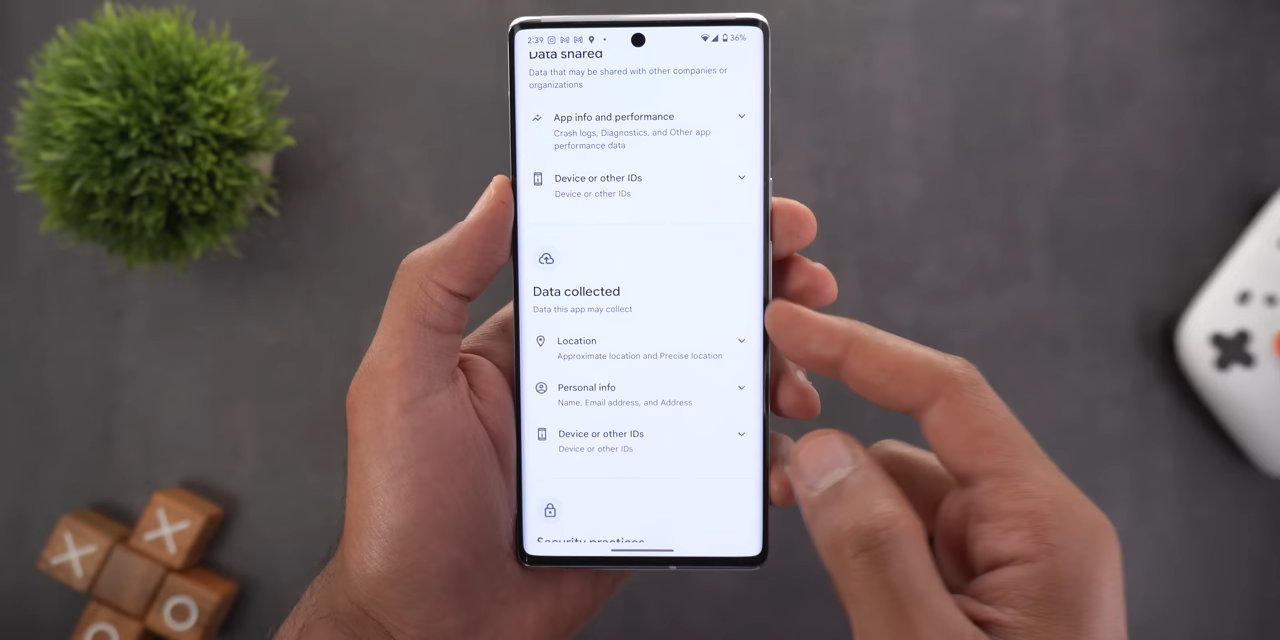 2:39
36%
Data shared
Data that may be shared with other companies or
organizations
App info and performance
Crash logs, Diagnostics, and Other app
performance data
Device or other IDs
Device or other IDs
Data collected
Data this app may collect
Location
Approximate location and Precise location
Personal info
Name, Email address, and Address
Device or other IDs
Device or other IDs
Security practices
X
X
O
O